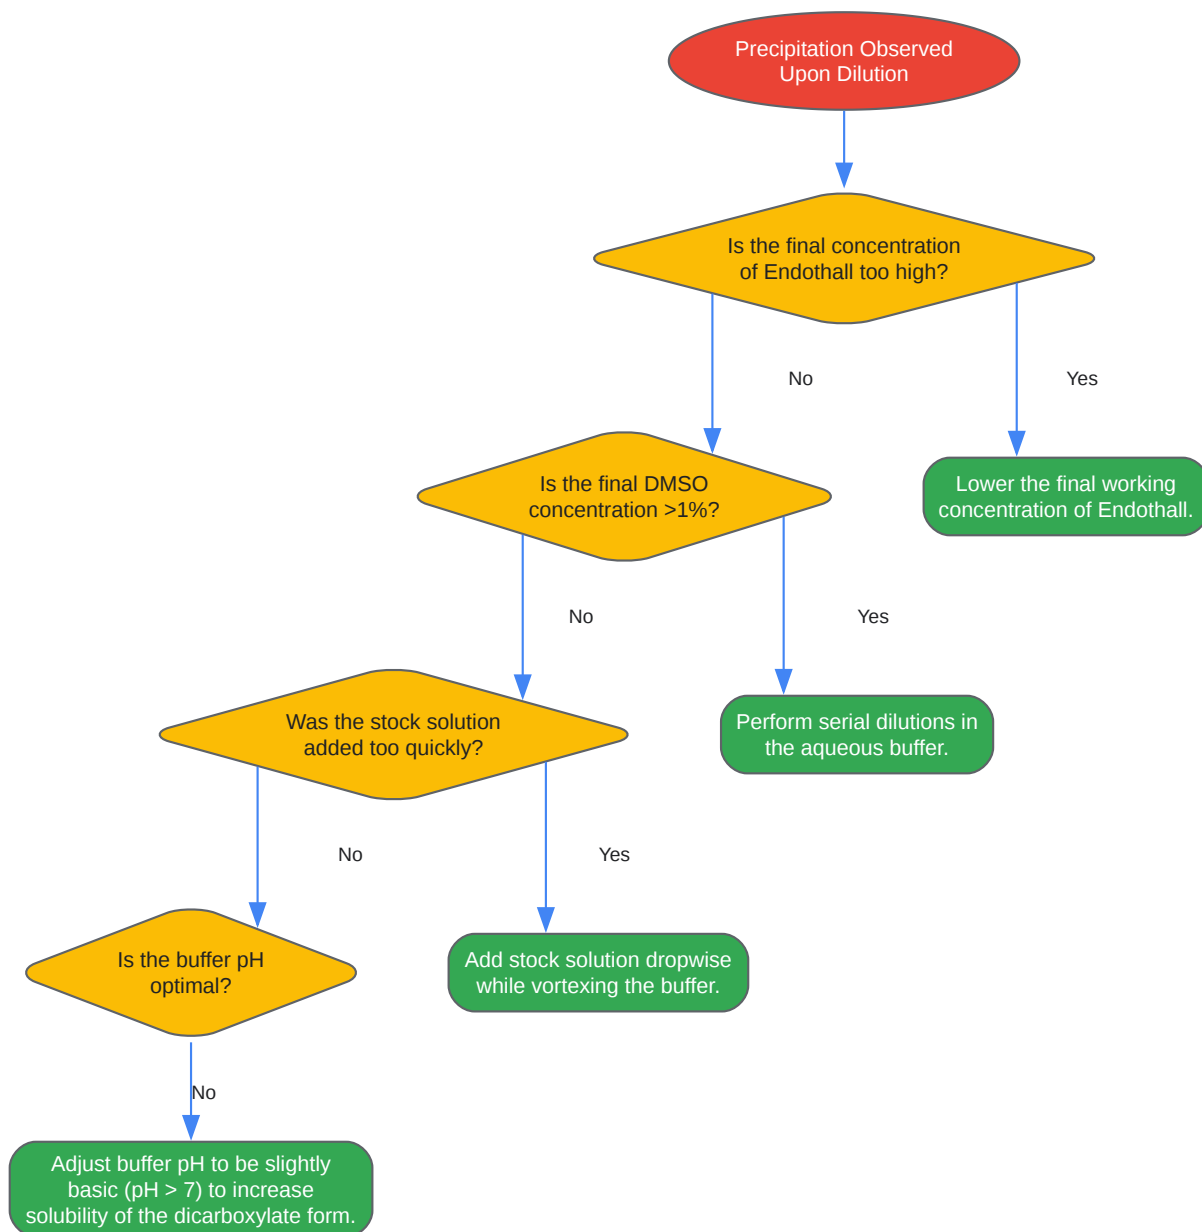 Precipitation Observed
Upon Dilution
Is the final concentration
of Endothall too high?
No
Yes
Is the final DMSO
concentration >1%?
Lower the final working
concentration of Endothall.
No
Yes
Was the stock solution
added too quickly?
Perform serial dilutions in
the aqueous buffer.
No
Yes
Is the buffer pH
optimal?
Add stock solution dropwise
while vortexing the buffer.
No
Adjust buffer pH to be slightly
basic (pH > 7) to increase
solubility of the dicarboxylate form.